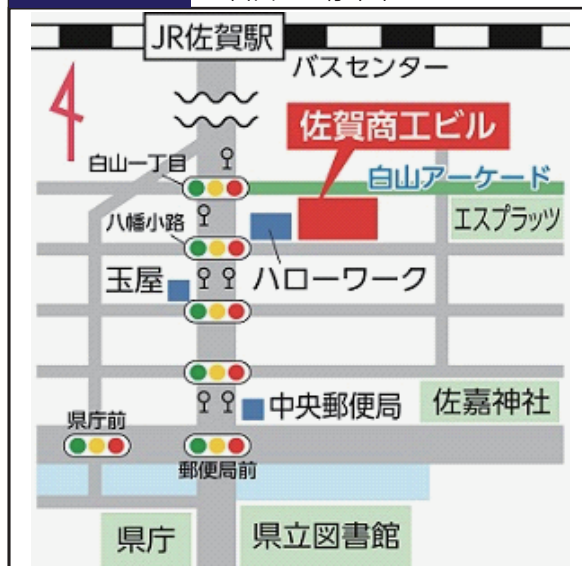 JR佐賀駅
バスセンター
佐賀商工ビル
白山一丁目
白山アーケード
八幡小路
エスプラッツ
玉屋
ハローワーク
中央郵便局
佐嘉神社
県庁前
郵便局前
県庁
県立図書館